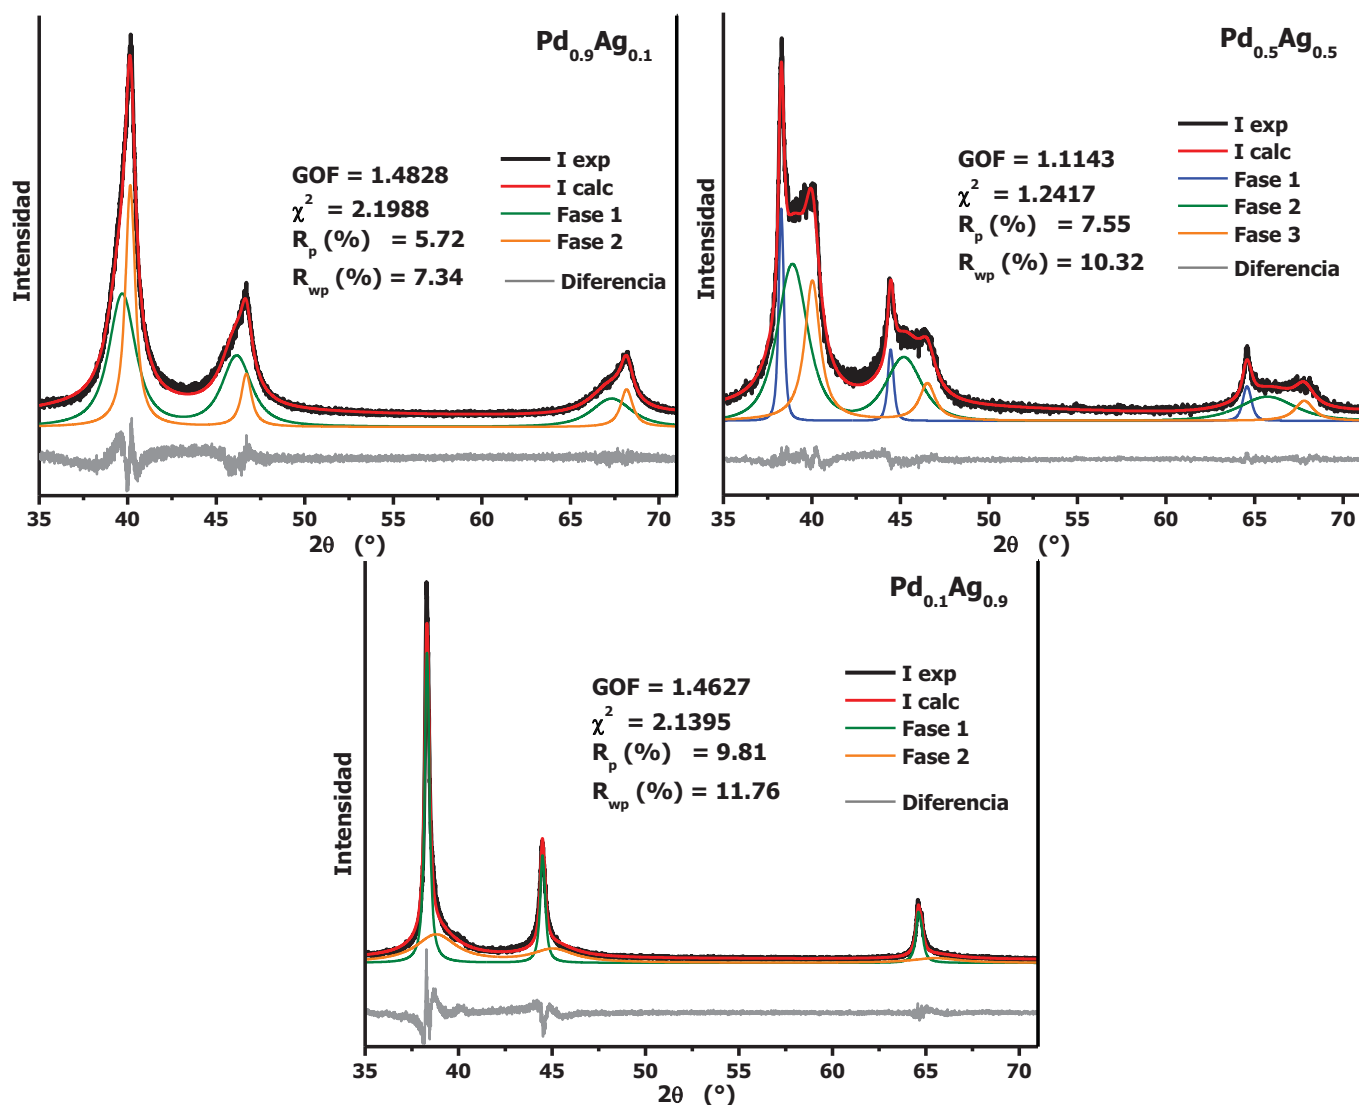 Pd0.9Ag0.1
Intensidad
GOF = 1.4828
χ2 = 2.1988
Rp (%) = 5.72
Rwp (%) = 7.34
I exp
I calc
Fase 1
Fase 2
Diferencia
35 40 45 50 55 60 65 70
2θ (°)
Pd0.5Ag0.5
Intensidad
GOF = 1.1143
χ2 = 1.2417
Rp (%) = 7.55
Rwp (%) = 10.32
I exp
I calc
Fase 1
Fase 2
Fase 3
Diferencia
35 40 45 50 55 60 65 70
2θ (°)
Pd0.1Ag0.9
Intensidad
GOF = 1.4627
χ2 = 2.1395
Rp (%) = 9.81
Rwp (%) = 11.76
I exp
I calc
Fase 1
Fase 2
Diferencia
35 40 45 50 55 60 65 70
2θ (°)